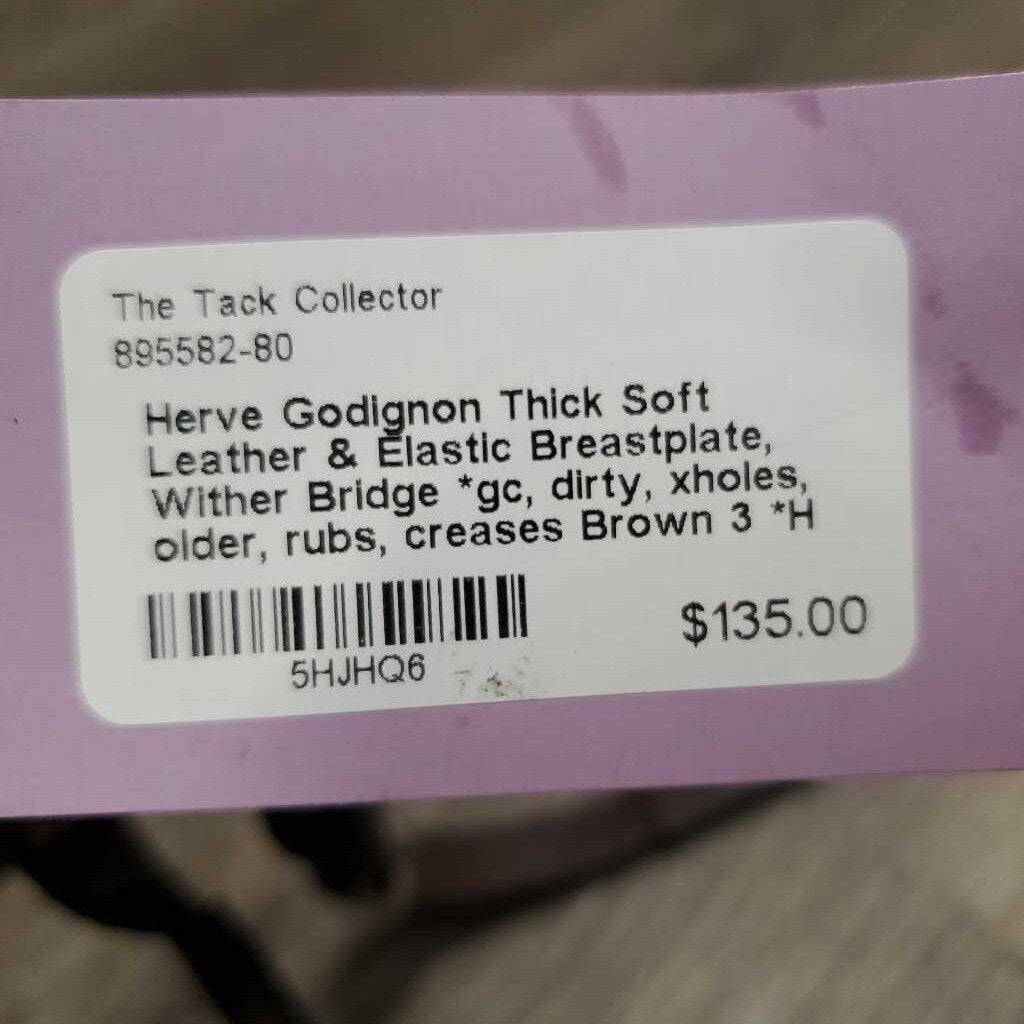 The Tack Collector
895582-80
Herve Godignon Thick Soft
Leather & Elastic Breastplate,
Wither Bridge *gc, dirty, xholes,
older, rubs, creases Brown 3 *H
$135.00
5HJHQ6